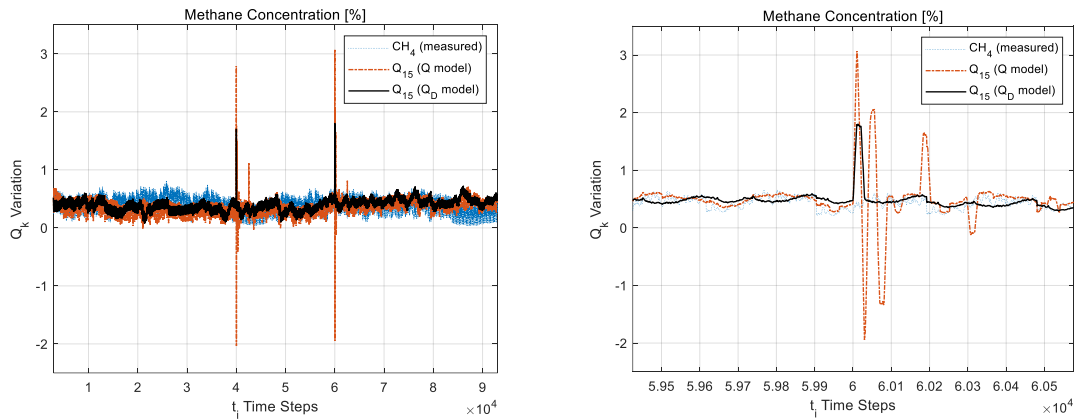 Methane Concentration [%]
CH4 (measured)
Q15 (Q model)
Q15 (QD model)
Qk Variation
3
2
1
0
-1
-2
1 2 3 4 5 6 7 8 9
ti Time Steps
×10^4
Methane Concentration [%]
CH4 (measured)
Q15 (Q model)
Q15 (QD model)
Qk Variation
3
2
1
0
-1
-2
5.95 5.96 5.97 5.98 5.99 6 6.01 6.02 6.03 6.04 6.05
ti Time Steps
×10^4